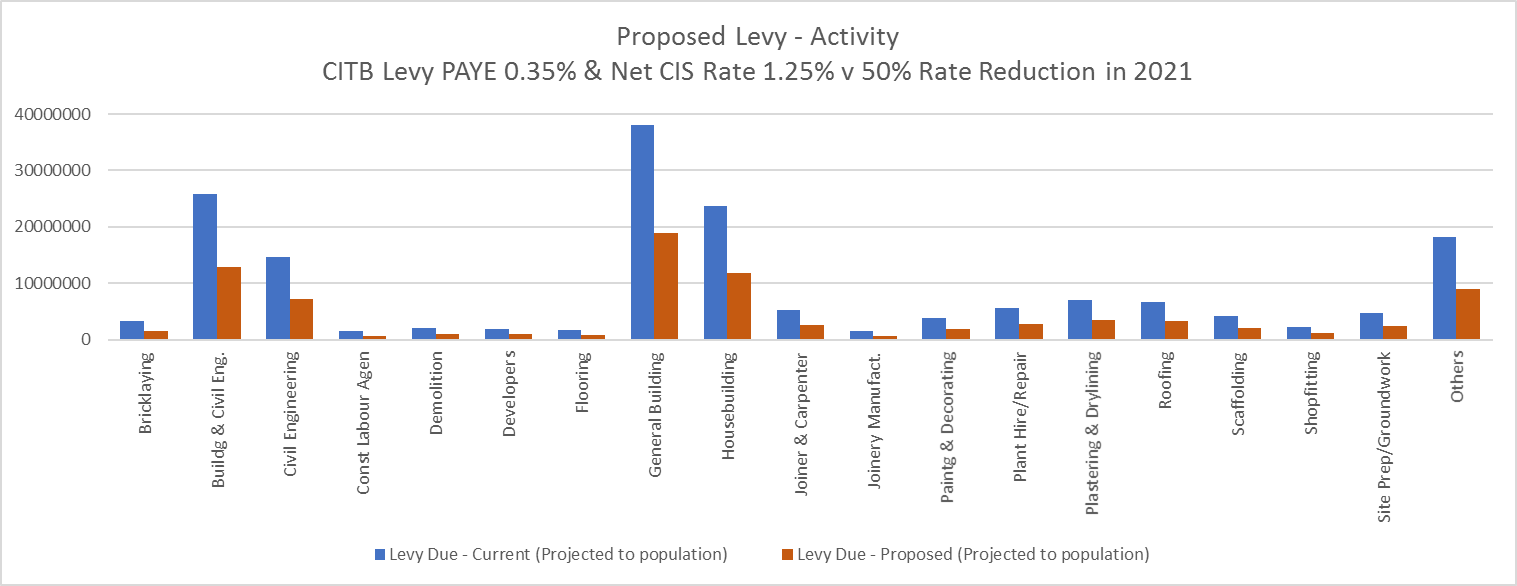 Proposed Levy - Activity
CITB Levy PAYE 0.35% & Net CIS Rate 1.25% v 50% Rate Reduction in 2021
40000000
30000000
20000000
10000000
0
Bricklaying
Buildg & Civil Eng.
Civil Engineering
Const Labour Agen
Demolition
Developers
Flooring
General Building
Housebuilding
Joiner & Carpenter
Joinery Manufact.
Paintg & Decorating
Plant Hire/Repair
Plastering & Drylining
Roofing
Scaffolding
Shopfitting
Site Prep/Groundwork
Others
Levy Due - Current (Projected to population)
Levy Due - Proposed (Projected to population)